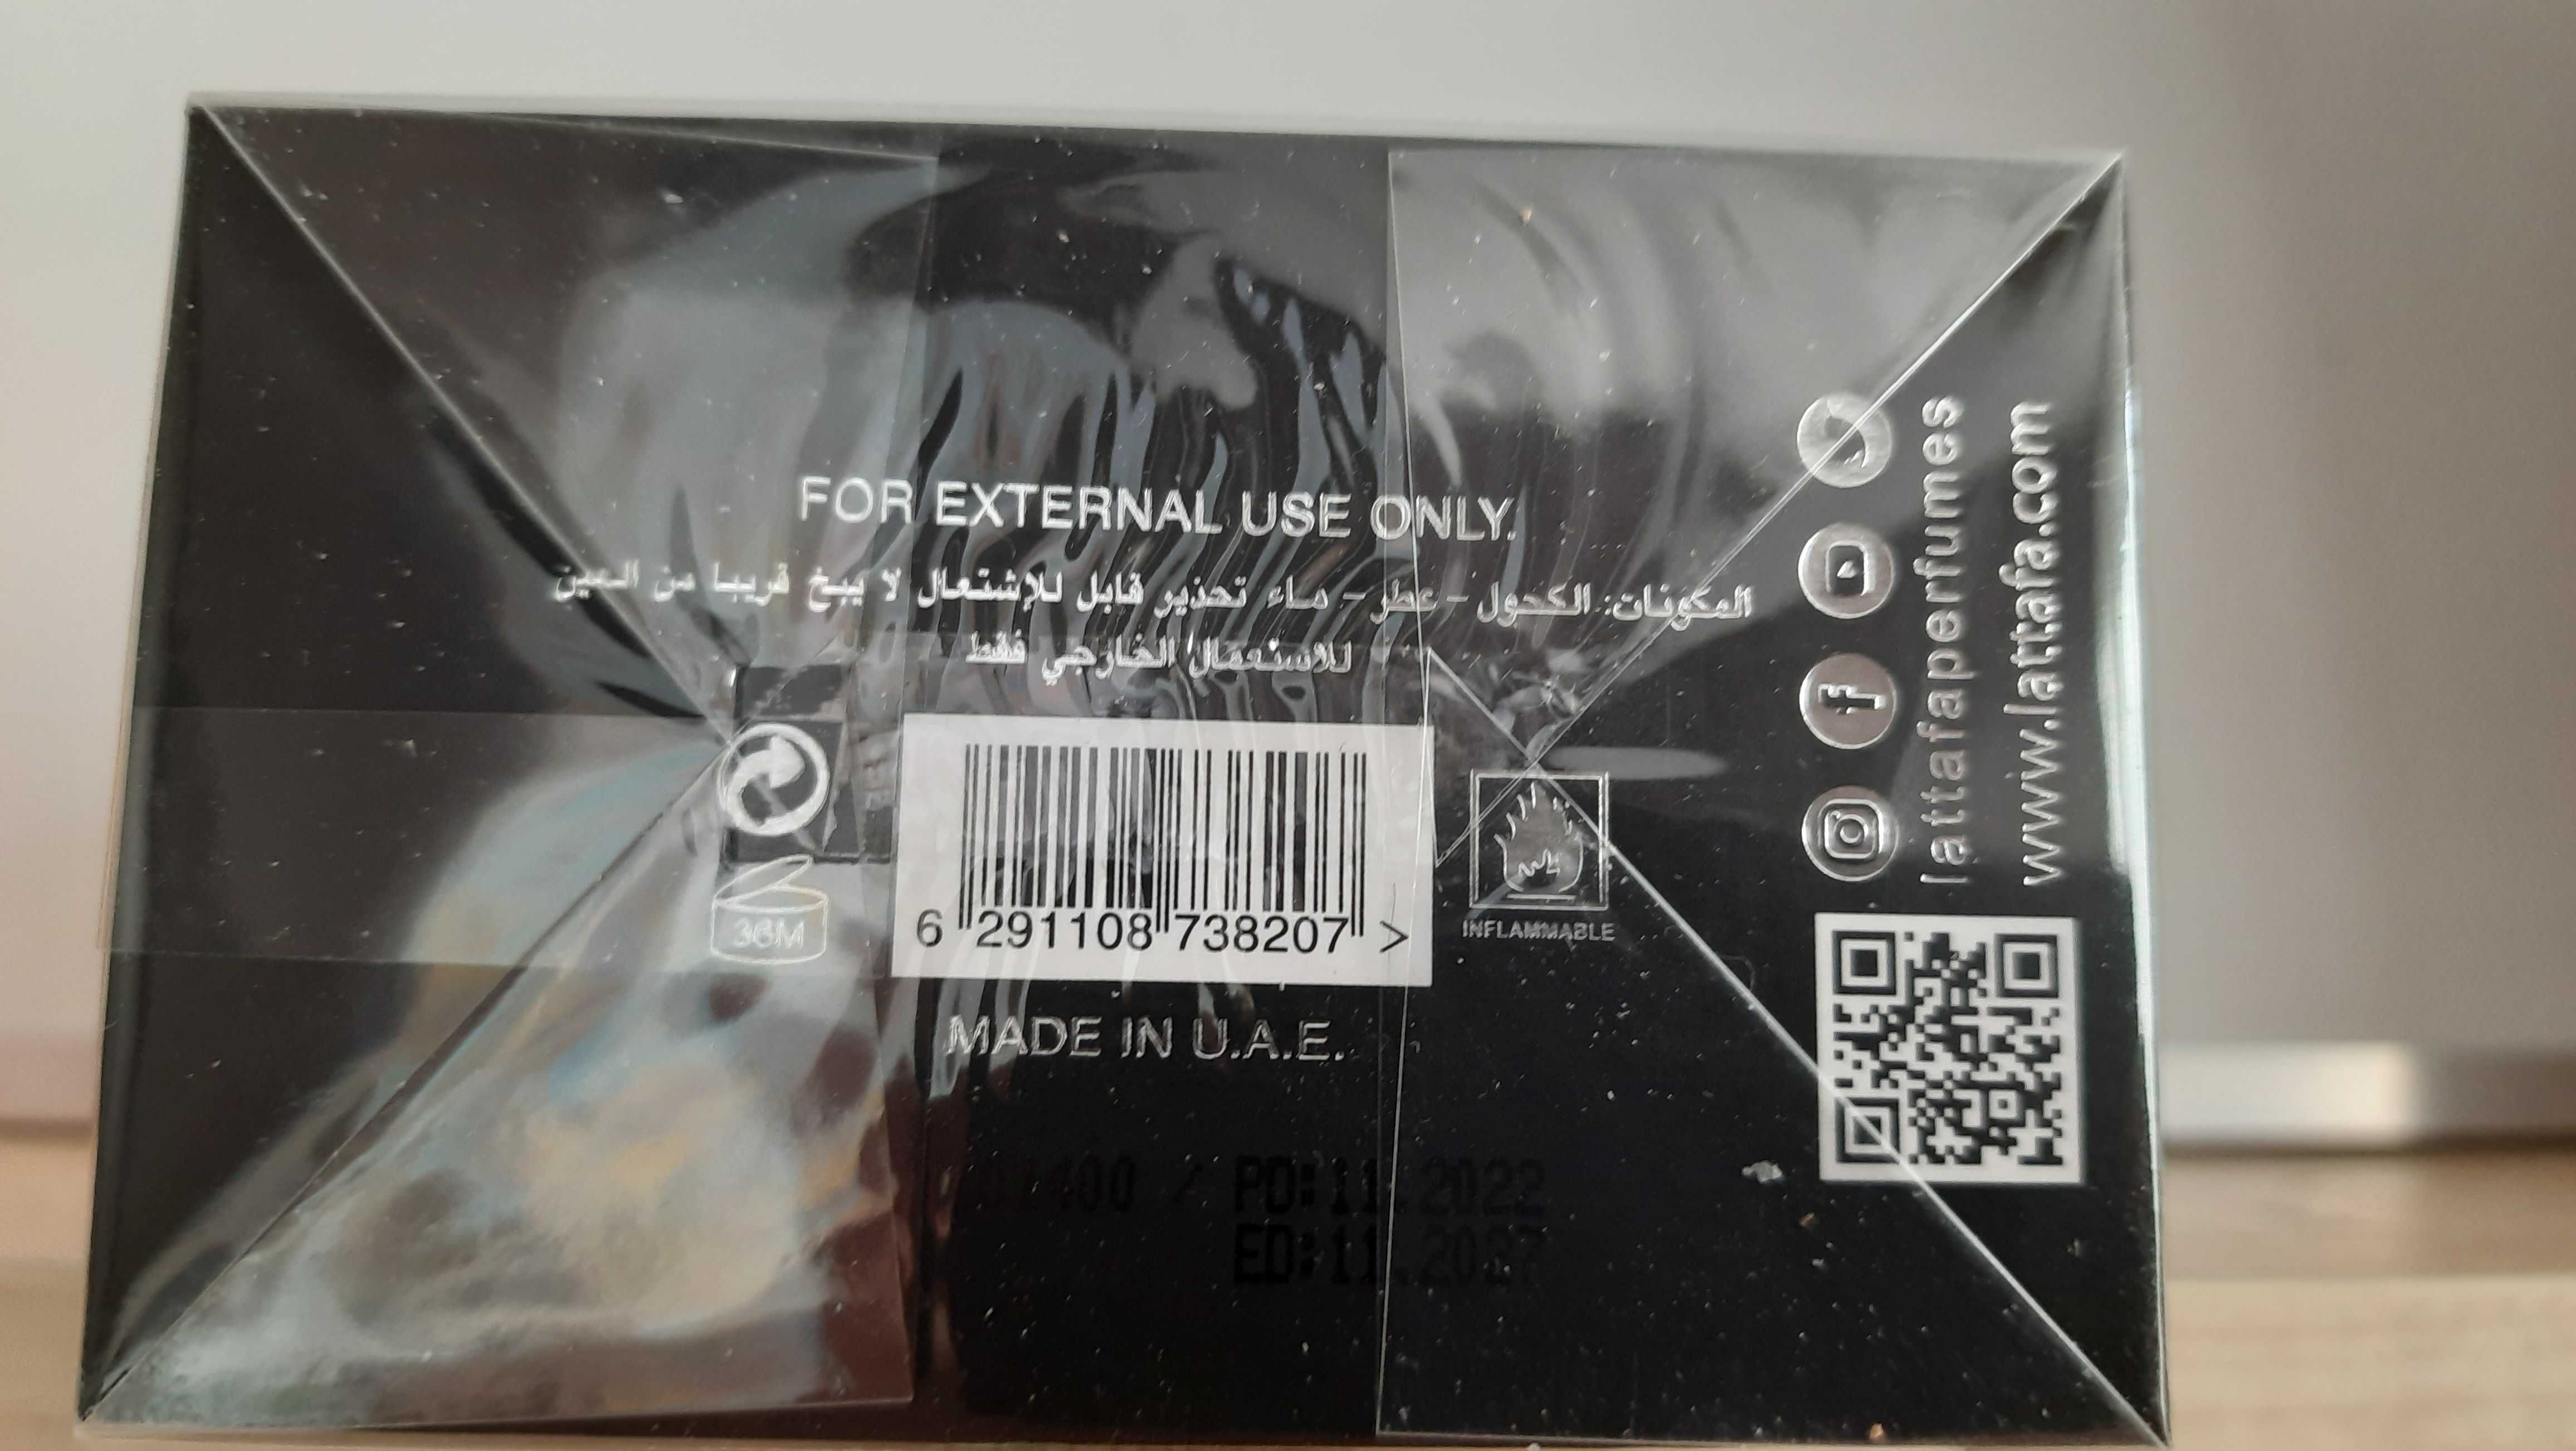 FOR EXTERNAL USE ONLY.
المكونات: الكحول - عطر - ماء تحذير قابل للإشتعال لا يبخ قريبا من العين
للاستعمال الخارجي فقط
36M
6 291108 738207 >
INFLAMMABLE
MADE IN U.A.E.
/ PD:11.2022
ED:11.2027
lattafaperfumes
www.lattafa.com